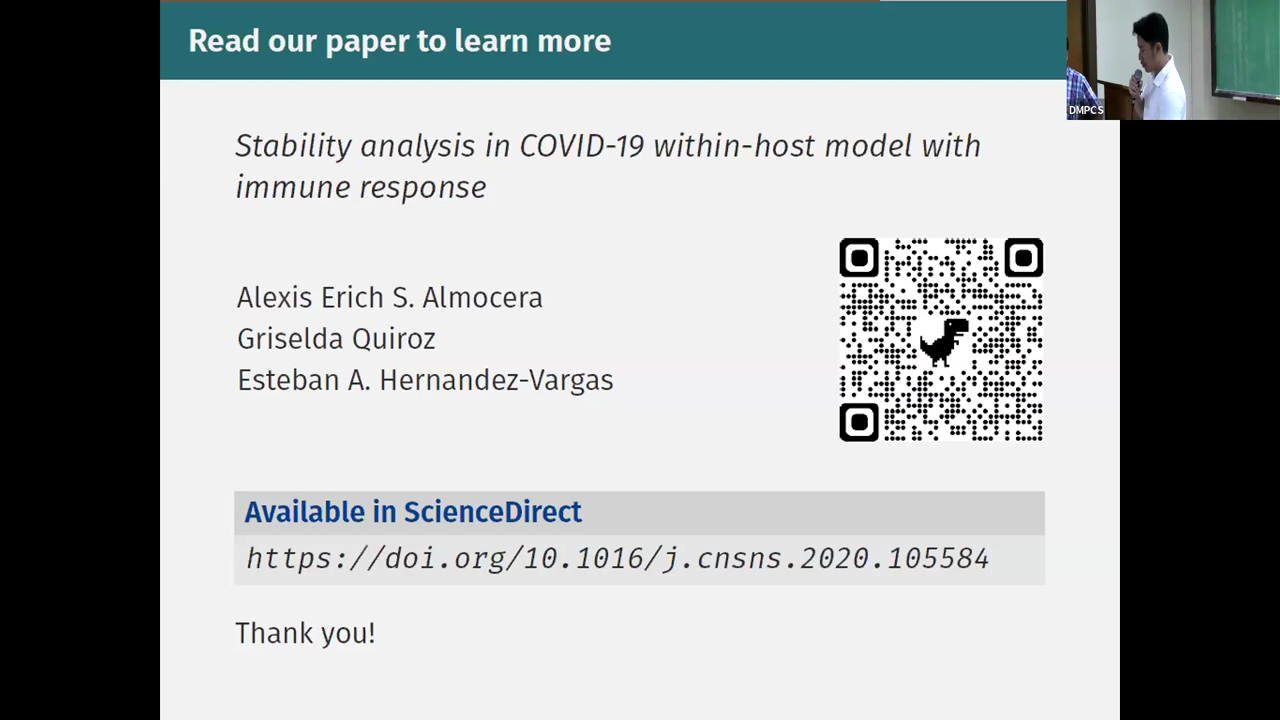 Read our paper to learn more
DMPCS
Stability analysis in COVID-19 within-host model with
immune response
Alexis Erich S. Almocera
Griselda Quiroz
Esteban A. Hernandez-Vargas
Available in ScienceDirect
https://doi.org/10.1016/j.cnsns.2020.105584
Thank you!